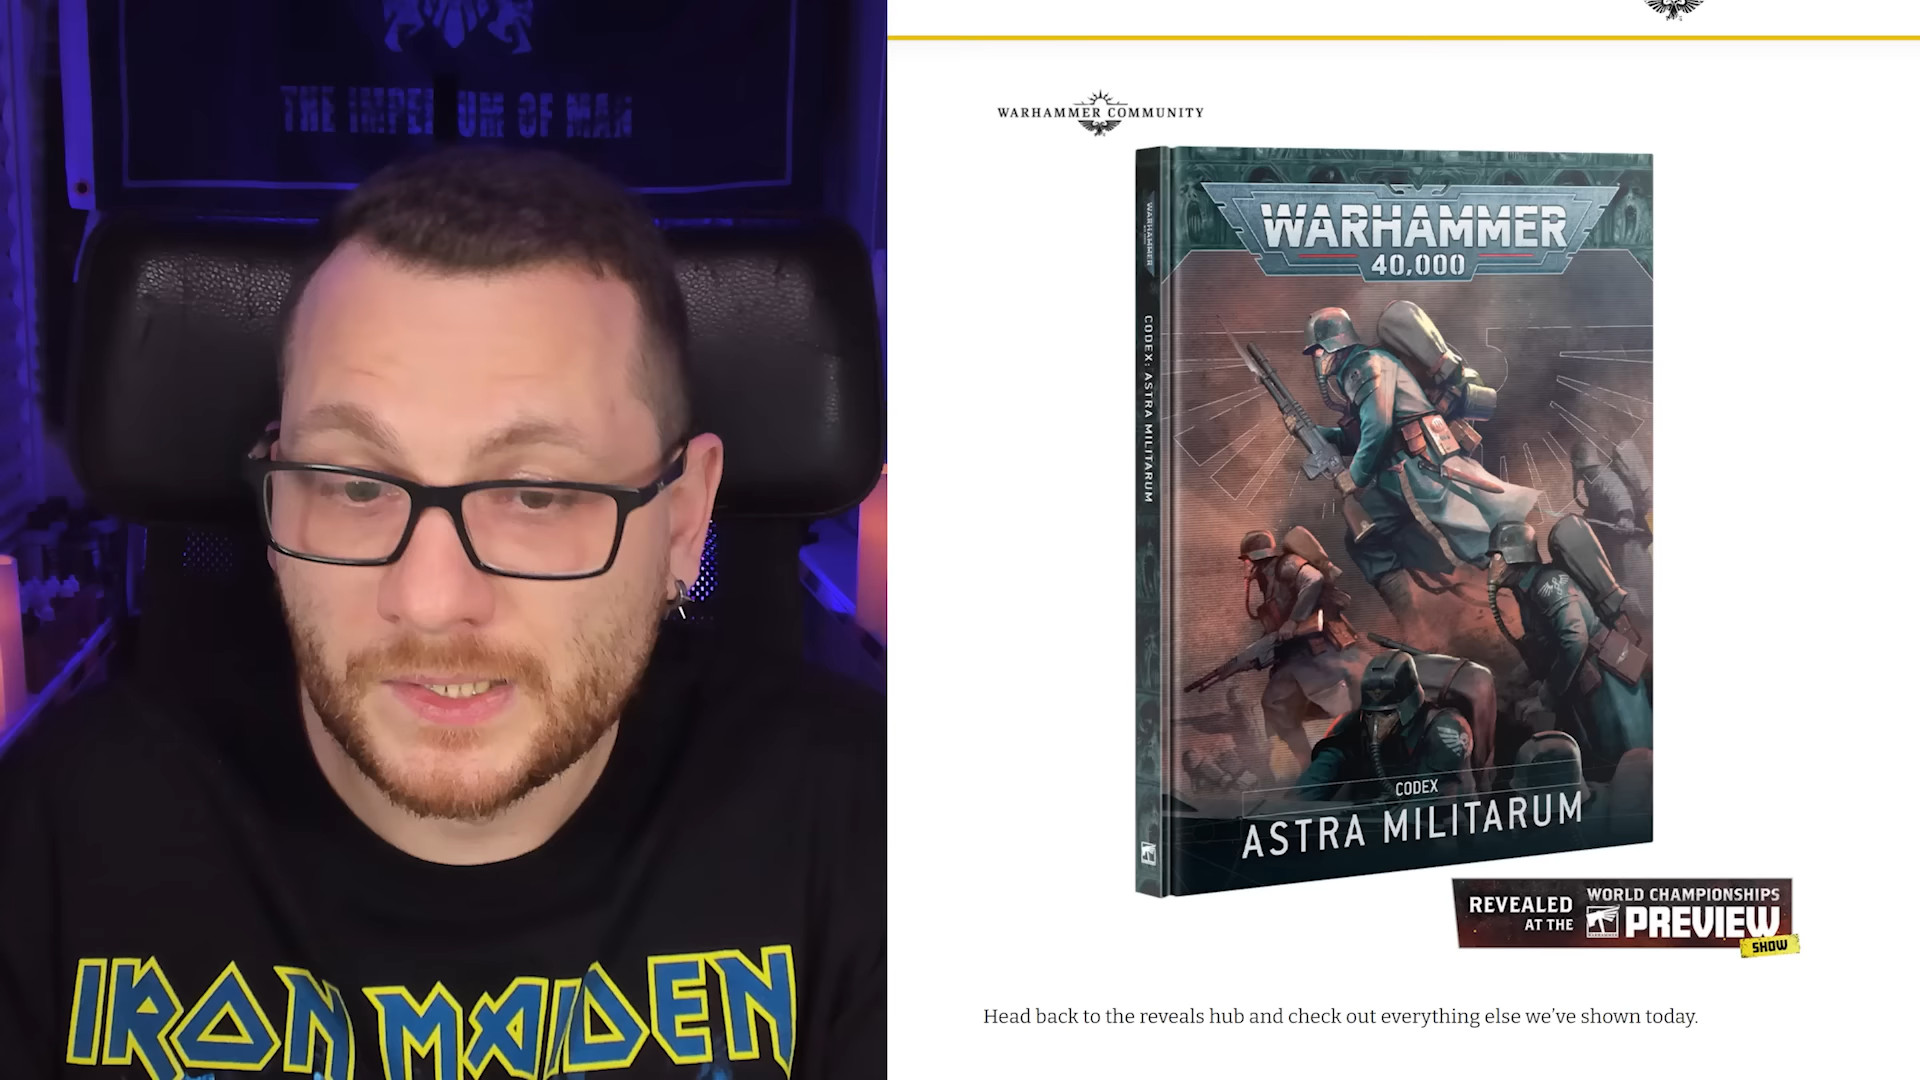 THE IMPERIUM OF MAN
IRON MAIDEN
WARHAMMER COMMUNITY
WARHAMMER
40,000
WARHAMMER
CODEX: ASTRA MILITARUM
CODEX
ASTRA MILITARUM
REVEALED
AT THE
WORLD CHAMPIONSHIPS
PREVIEW
SHOW
Head back to the reveals hub and check out everything else we’ve shown today.